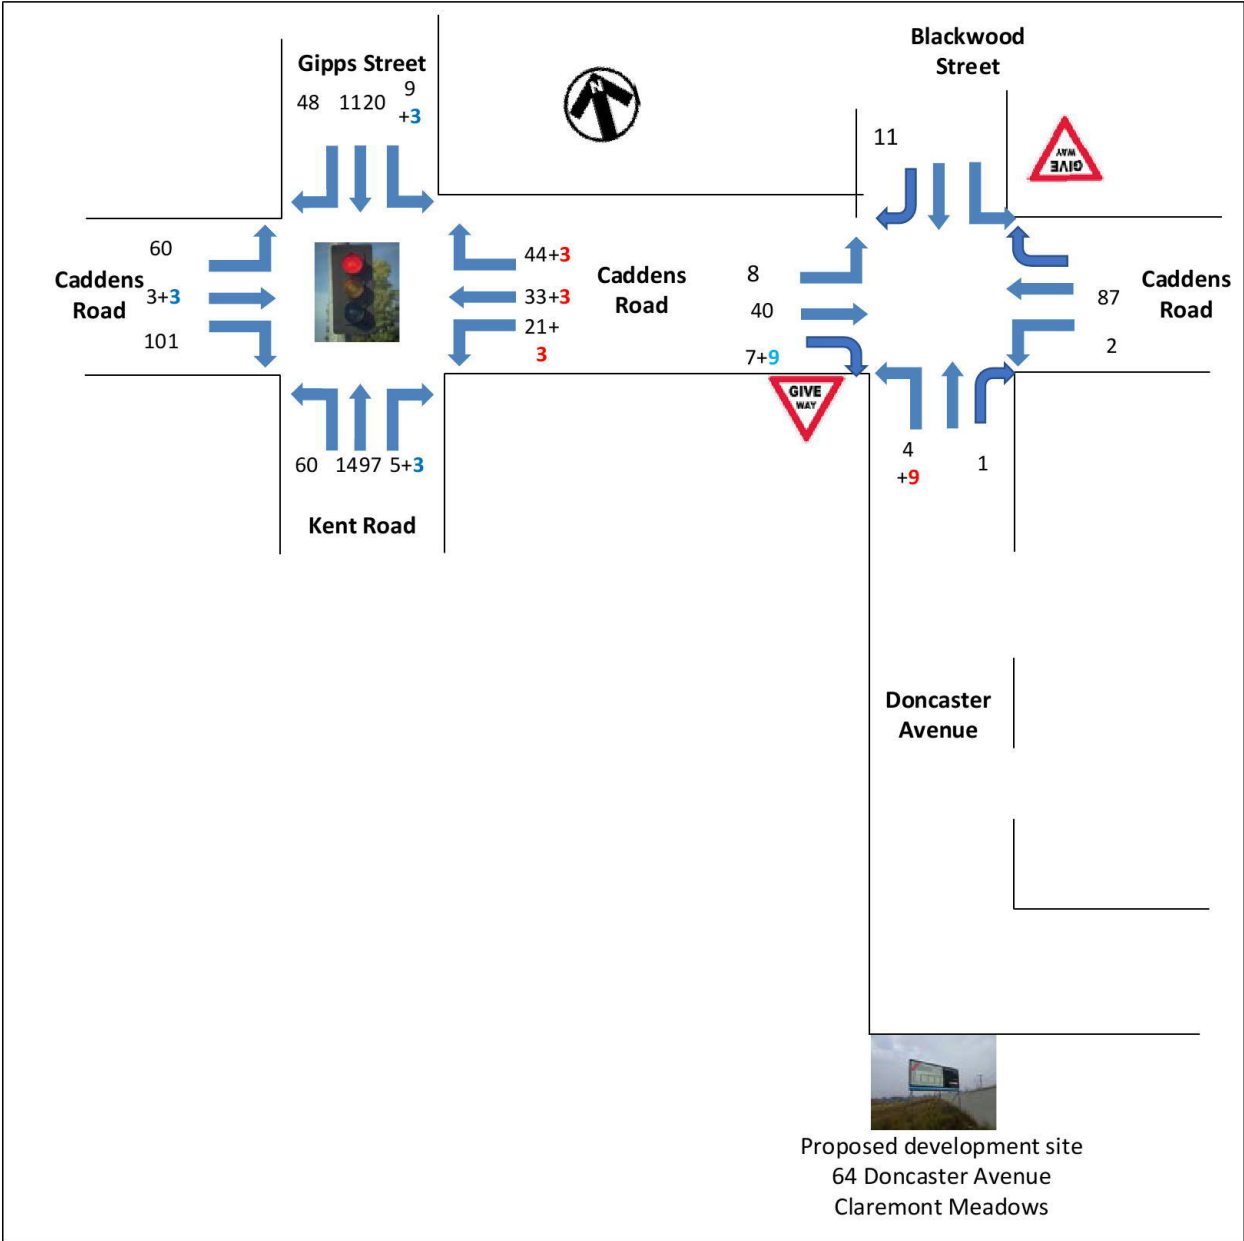 Gipps Street
48 1120 9
+3
Blackwood
Street
11
GIVE
WAY
N
60
Caddens
Road
3+3
101
44+3
33+3
21+
3
Caddens
Road
8
40
7+9
87
2
Caddens
Road
GIVE
WAY
60 1497 5+3
Kent Road
4
+9
1
Doncaster
Avenue
Proposed development site
64 Doncaster Avenue
Claremont Meadows